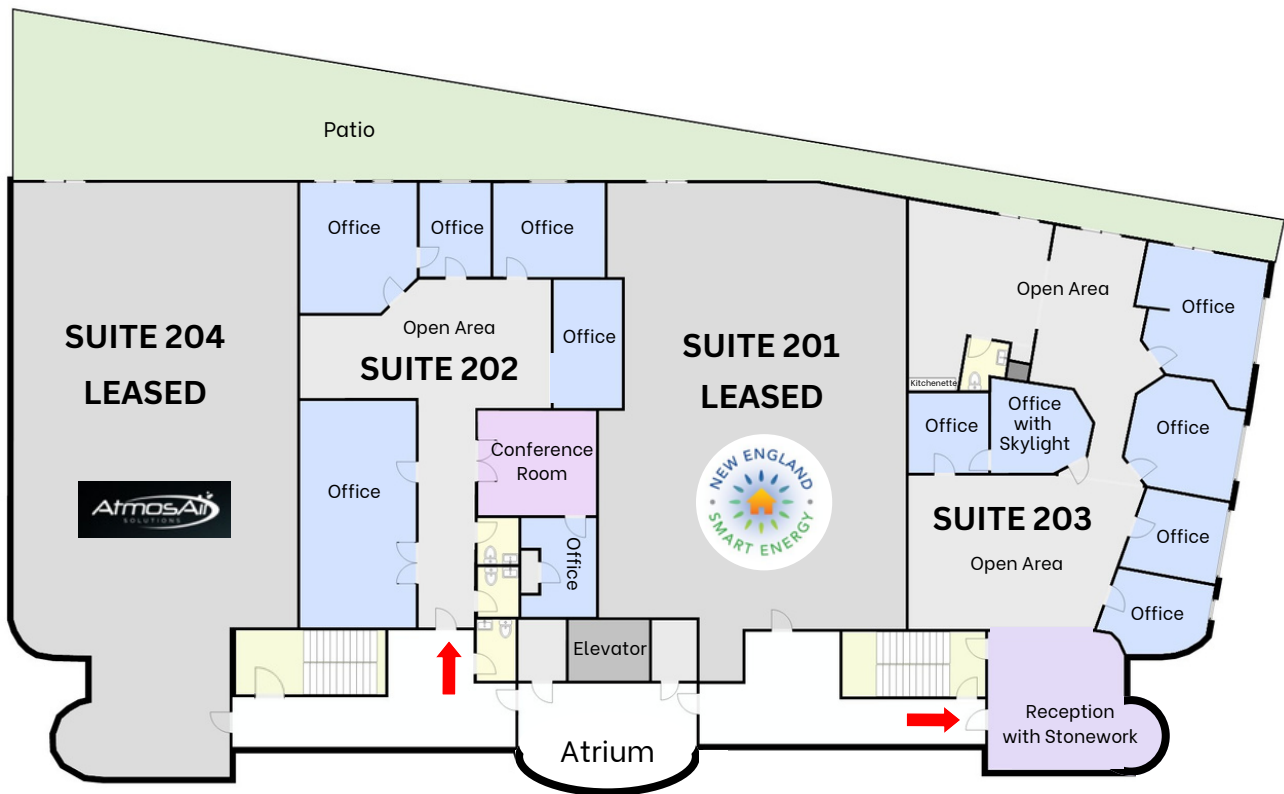 Patio
Office
Office
Office
Open Area
SUITE 202
Office
SUITE 204
LEASED
AtmosAir
SOLUTIONS
Office
Conference
Room
Office
SUITE 201
LEASED
NEW ENGLAND
SMART ENERGY
Open Area
Office
Kitchenette
Office
Office
with
Skylight
Office
SUITE 203
Open Area
Office
Office
Elevator
Atrium
Reception
with Stonework